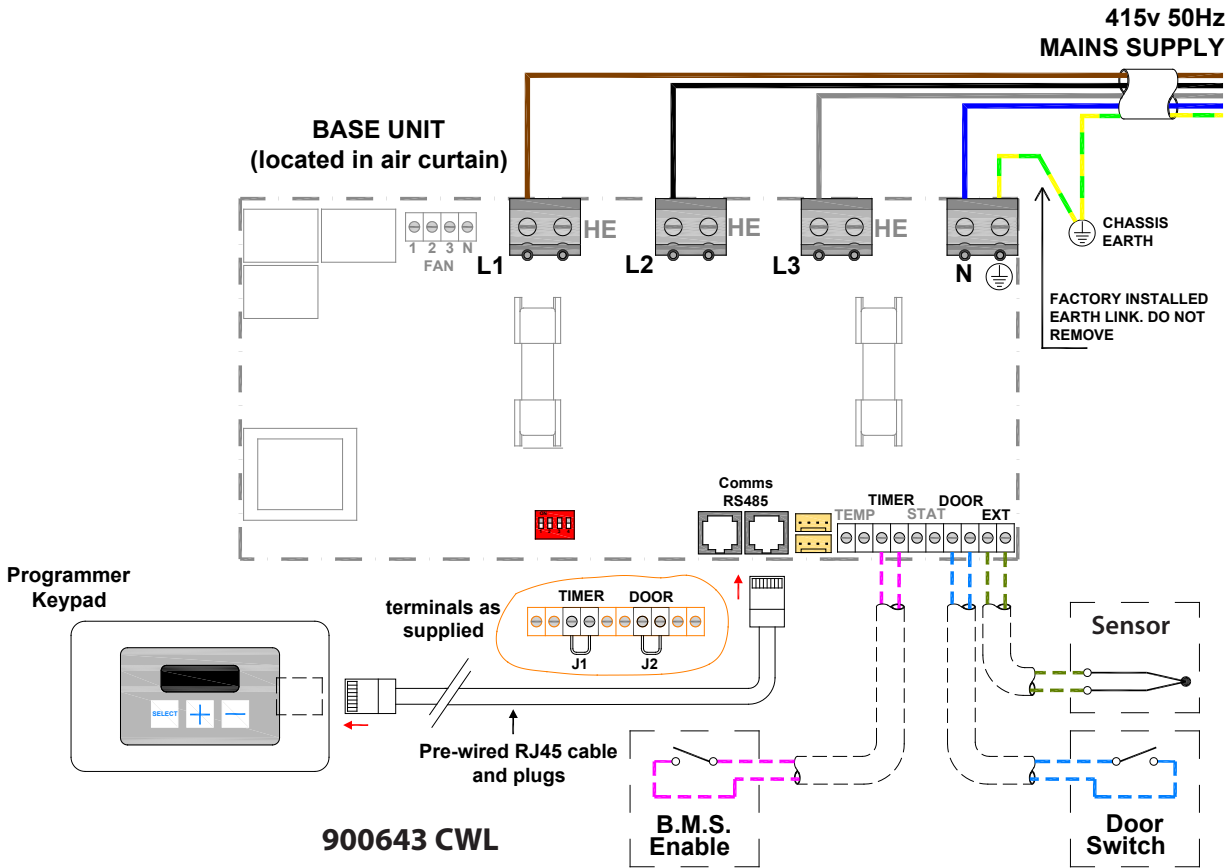 415v 50Hz
MAINS SUPPLY
BASE UNIT
(located in air curtain)
1 2 3 N
FAN
L1
HE
L2
HE
L3
HE
N
CHASSIS
EARTH
FACTORY INSTALLED
EARTH LINK. DO NOT
REMOVE
Comms
RS485
TEMP
TIMER
STAT
DOOR
EXT
Programmer
Keypad
SELECT
+
−
terminals as
supplied
TIMER
DOOR
J1
J2
Pre-wired RJ45 cable
and plugs
Sensor
B.M.S.
Enable
Door
Switch
900643 CWL